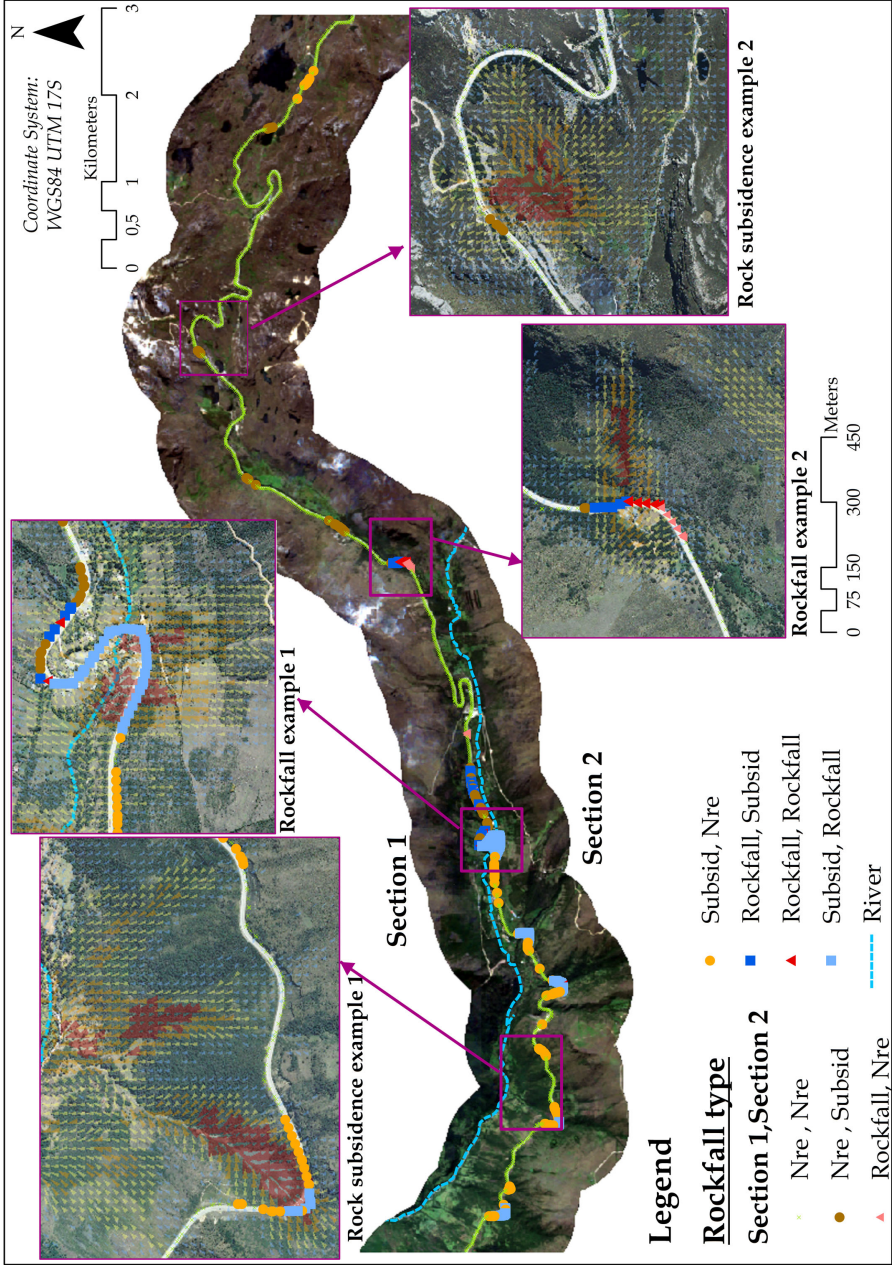 N
Coordinate System:
WGS84 UTM 17S
Kilometers
0 0,5 1 2 3
Rock subsidence example 1
Rockfall example 1
Section 1
Section 2
Rockfall example 2
Rock subsidence example 2
Meters
0 75 150 300 450
Legend
Rockfall type
Section 1,Section 2
Nre , Nre
Nre , Subsid
Rockfall, Nre
Subsid, Nre
Rockfall, Subsid
Rockfall, Rockfall
Subsid, Rockfall
River